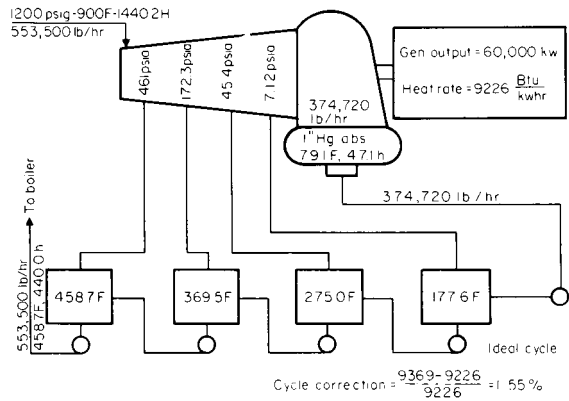 1200 psig-900F-1440.2H
553,500 lb/hr
461psia
172.3psia
45.4psia
7.12psia
374,720
lb/hr
1"Hg abs
79.1F, 47.1h
Gen output=60,000 kw
Heat rate=9226 Btu
kwhr
374,720 lb/hr
To boiler
553,500 lb/hr
458.7F, 440.0h
458.7F
369.5F
275.0F
177.6F
Ideal cycle
Cycle correction = 9369-9226
9226
=1.55%